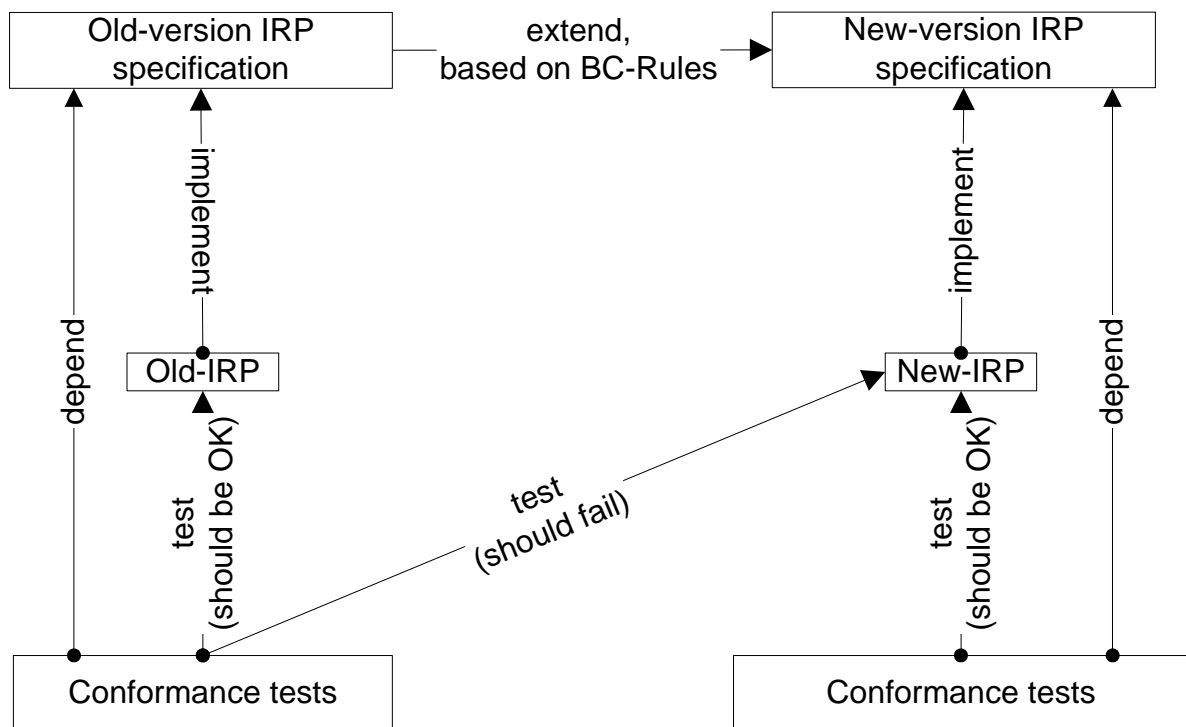 Old-version IRP
specification
extend,
based on BC-Rules
New-version IRP
specification
implement
implement
depend
depend
Old-IRP
New-IRP
test
(should be OK)
test
(should fail)
test
(should be OK)
Conformance tests
Conformance tests